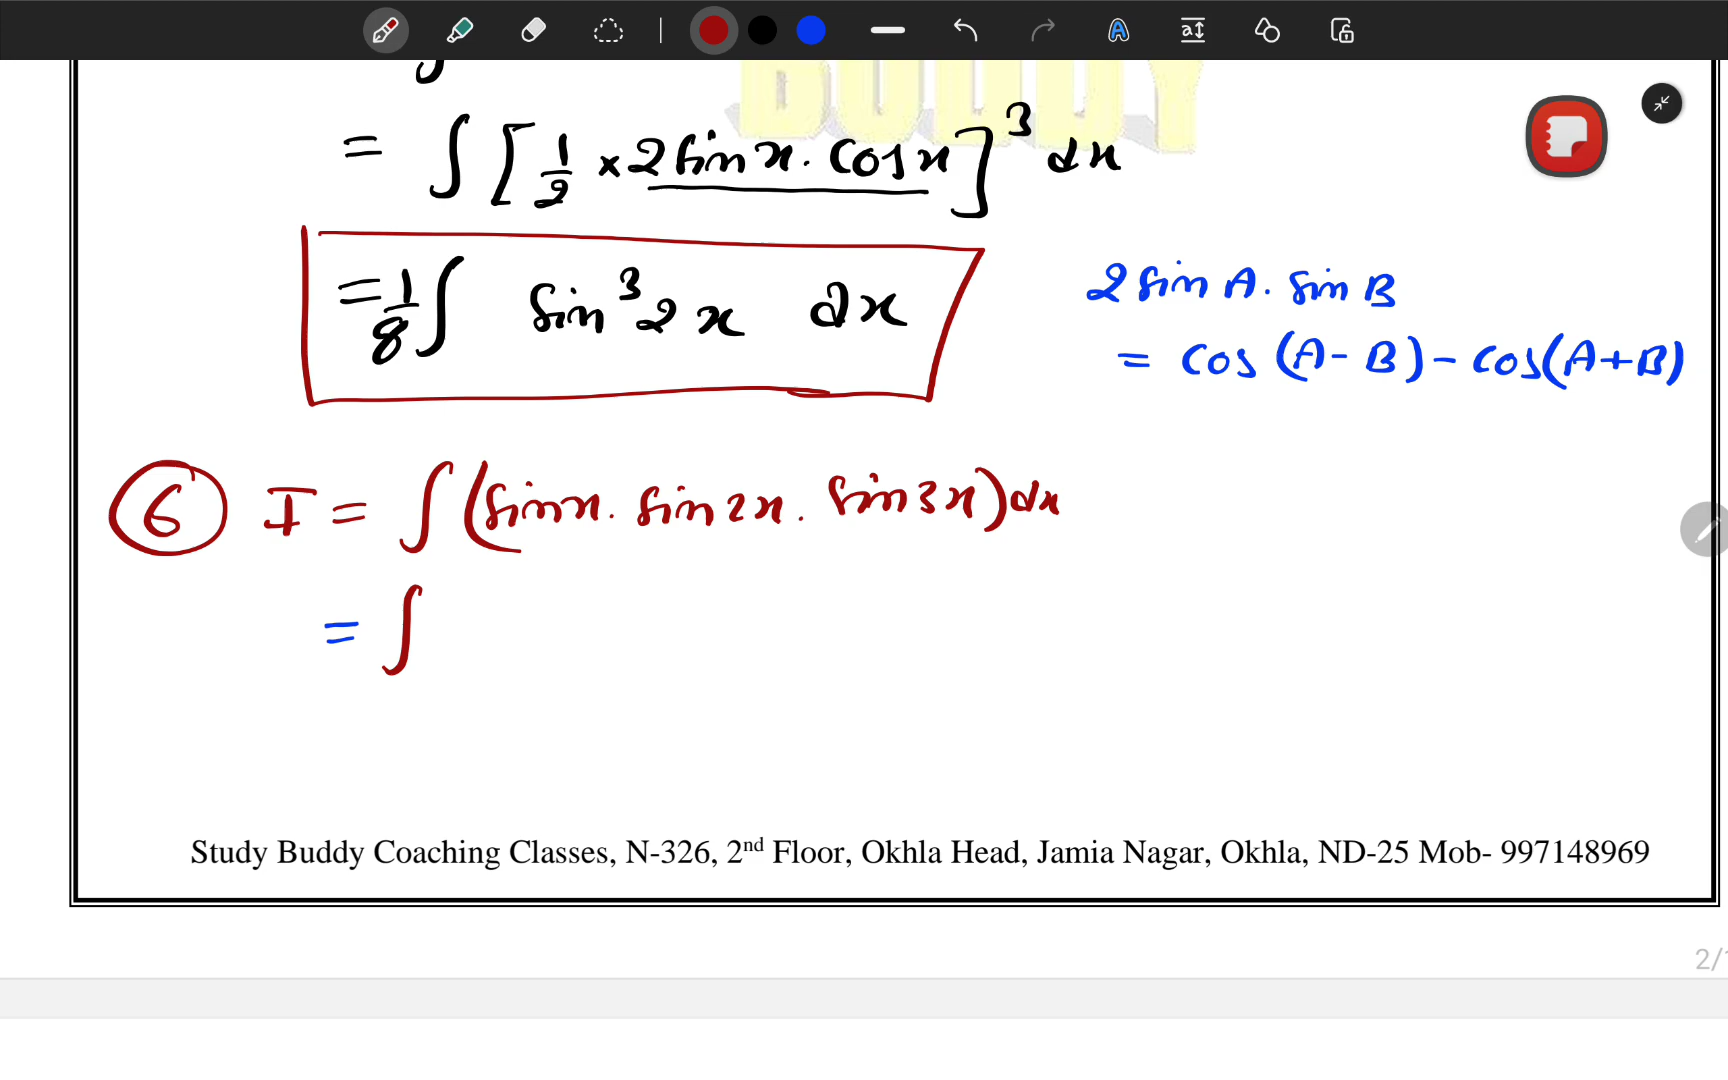 BUDDY
= ∫ [1/2 × 2 sin x . cos x]³ dx
= 1/8 ∫ sin³ 2x dx
2 sin A . sin B
= cos (A - B) - cos(A + B)
6 I = ∫ (sin x . sin 2x . sin 3x) dx
= ∫
Study Buddy Coaching Classes, N-326, 2nd Floor, Okhla Head, Jamia Nagar, Okhla, ND-25 Mob- 997148969
2/